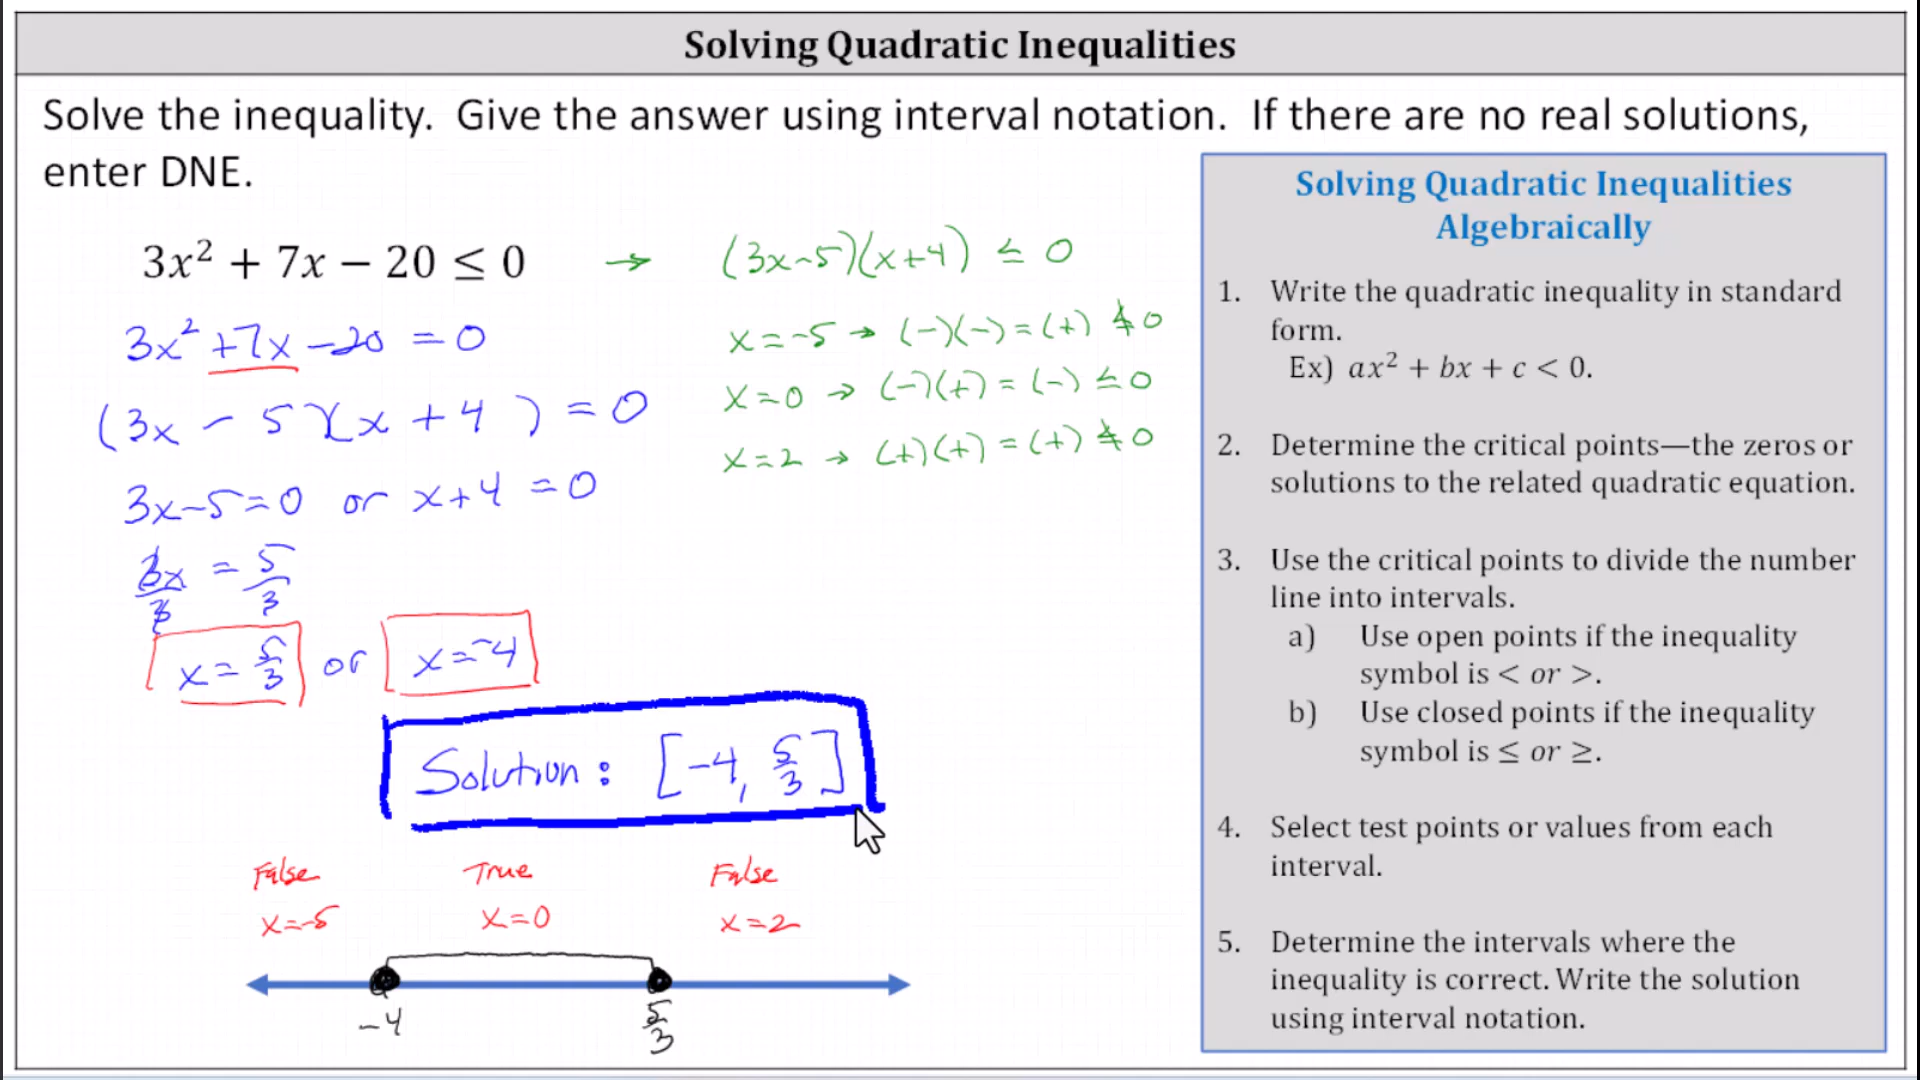 Solving Quadratic Inequalities
Solve the inequality. Give the answer using interval notation. If there are no real solutions,
enter DNE.
3x² + 7x − 20 ≤ 0 → (3x−5)(x+4) ≤ 0
3x² +7x −20 = 0
(3x − 5)(x + 4) = 0
3x−5=0 or x+4 = 0
3x/3 = 5/3
x = 5/3 or x = −4
x = −5 → (−)(−) = (+) ≰ 0
x = 0 → (−)(+) = (−) ≤ 0
x = 2 → (+)(+) = (+) ≰ 0
Solution: [−4, 5/3]
False True False
x=−5 x=0 x=2
−4 5/3
Solving Quadratic Inequalities
Algebraically
1. Write the quadratic inequality in standard
form.
Ex) ax² + bx + c < 0.
2. Determine the critical points—the zeros or
solutions to the related quadratic equation.
3. Use the critical points to divide the number
line into intervals.
a) Use open points if the inequality
symbol is < or >.
b) Use closed points if the inequality
symbol is ≤ or ≥.
4. Select test points or values from each
interval.
5. Determine the intervals where the
inequality is correct. Write the solution
using interval notation.